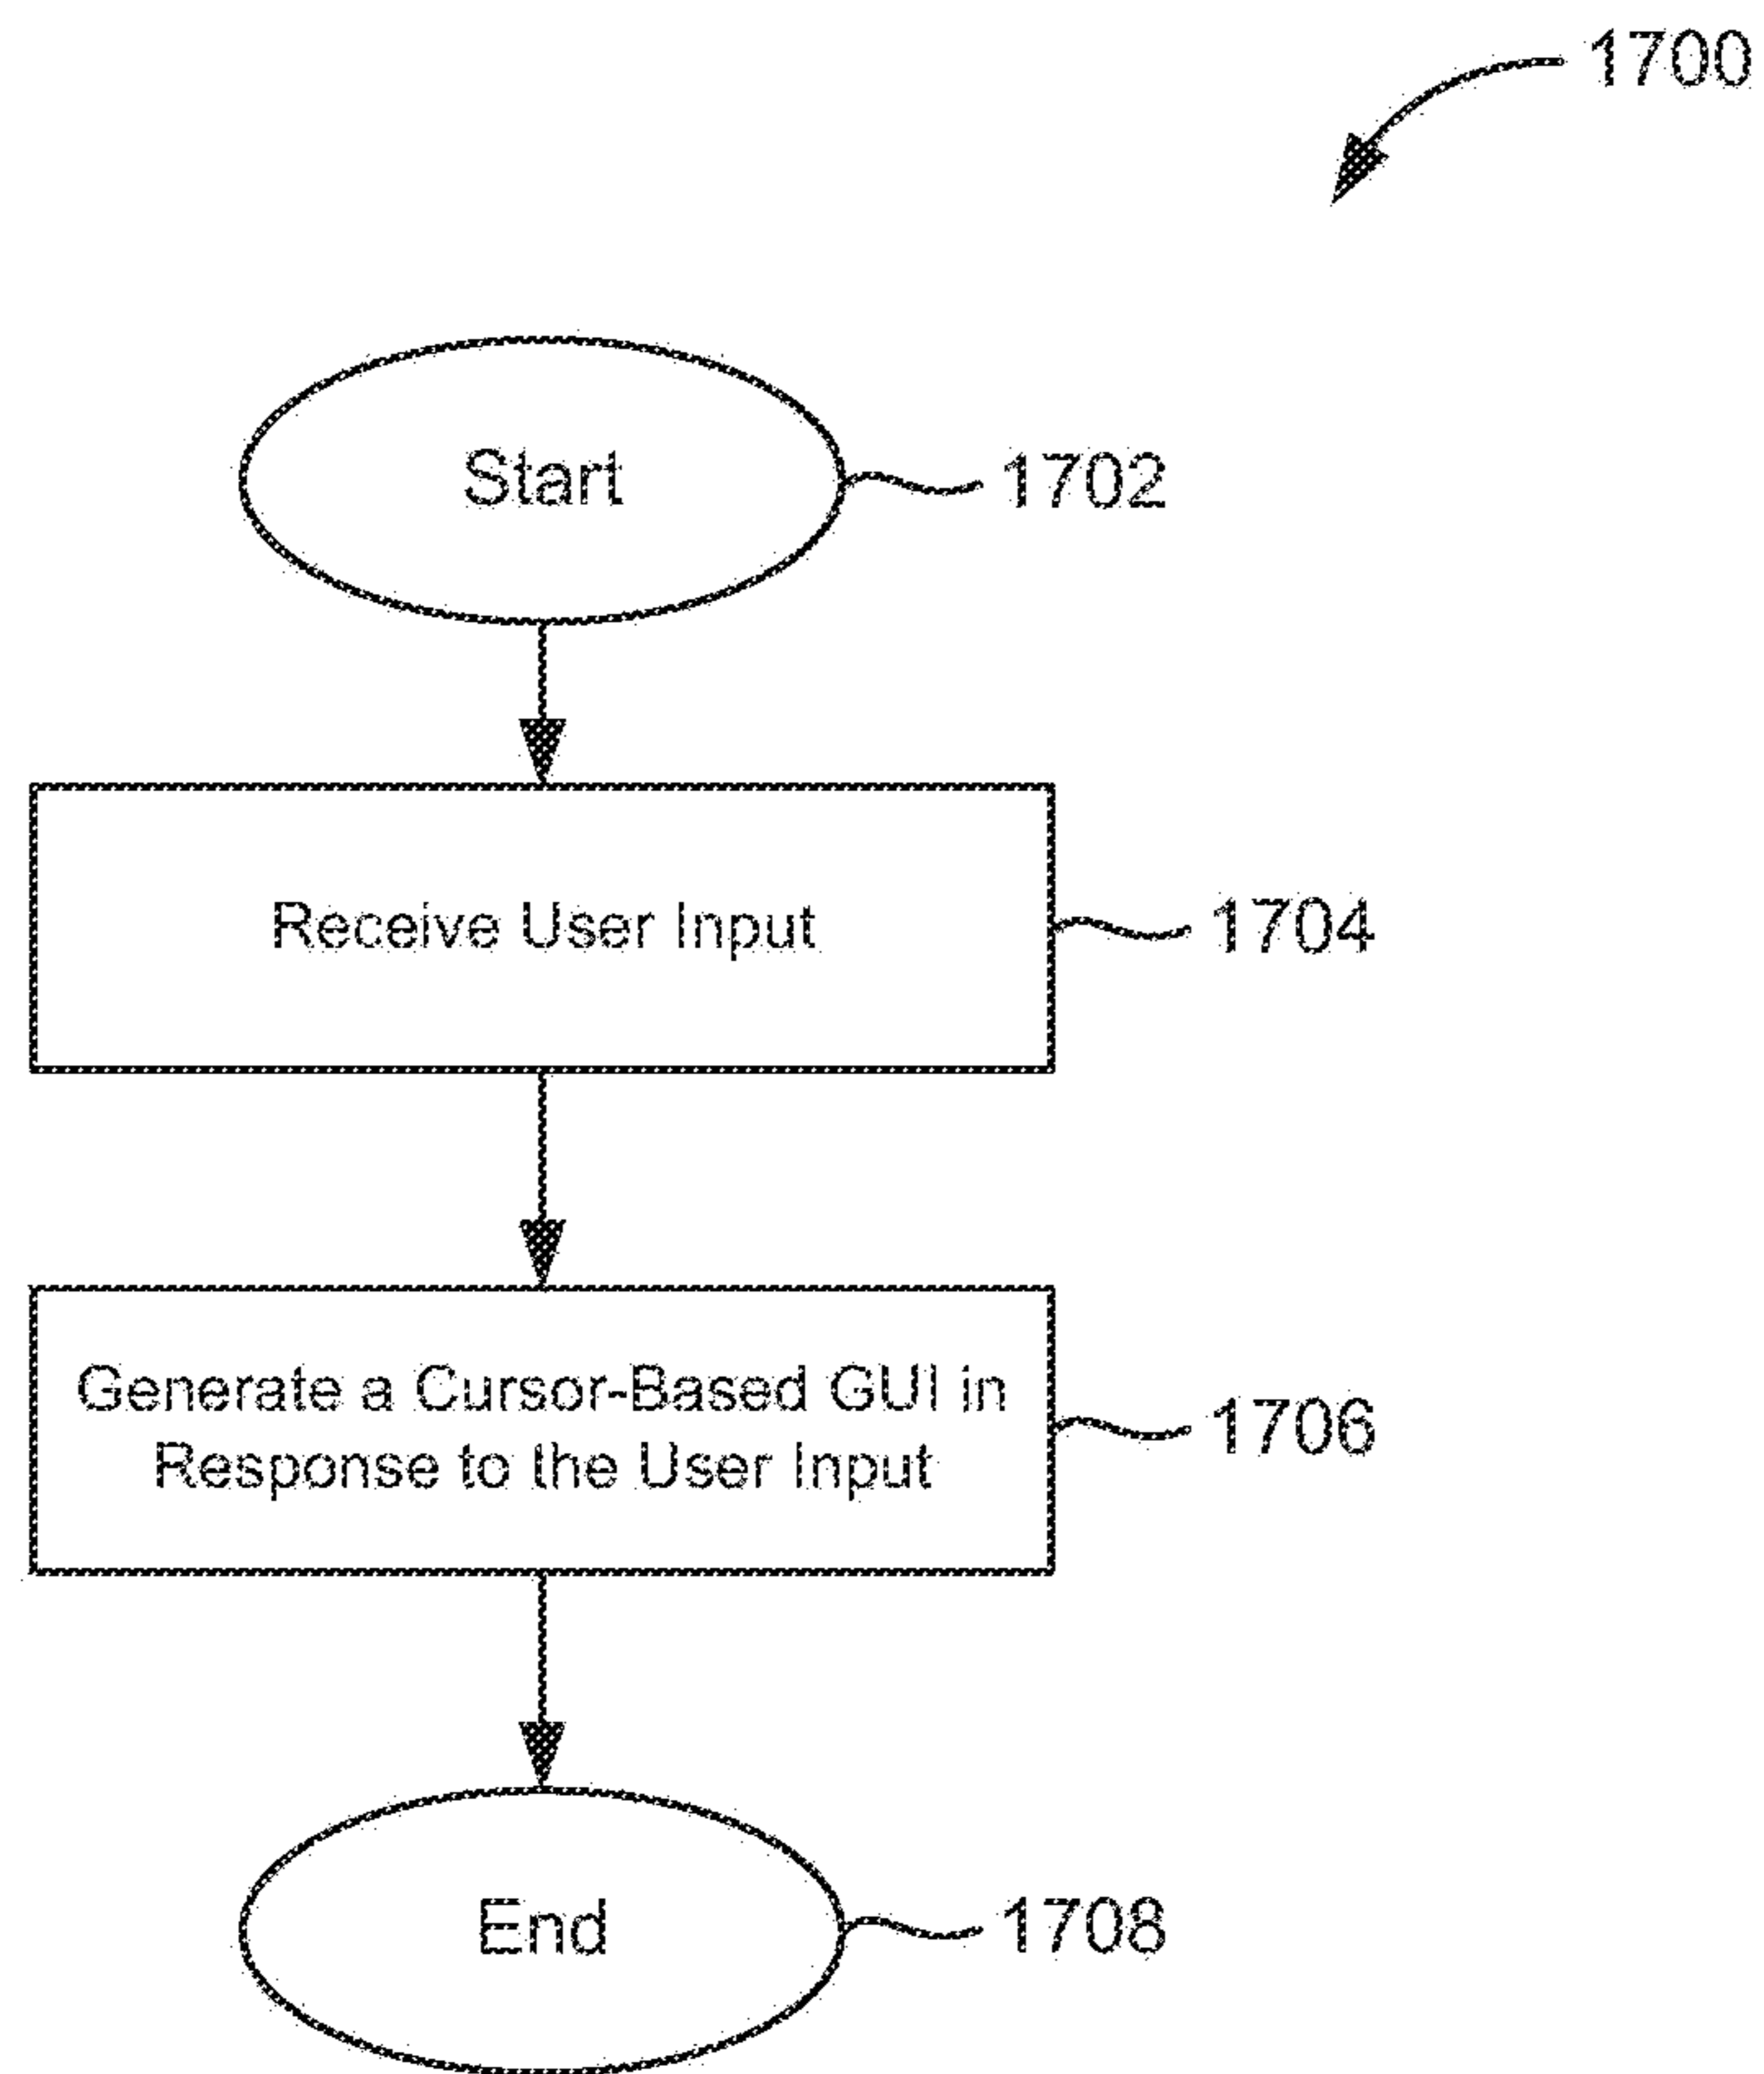 1700
Start
1702
Receive User Input
1704
Generate a Cursor-Based GUI in
Response to the User Input
1706
End
1708